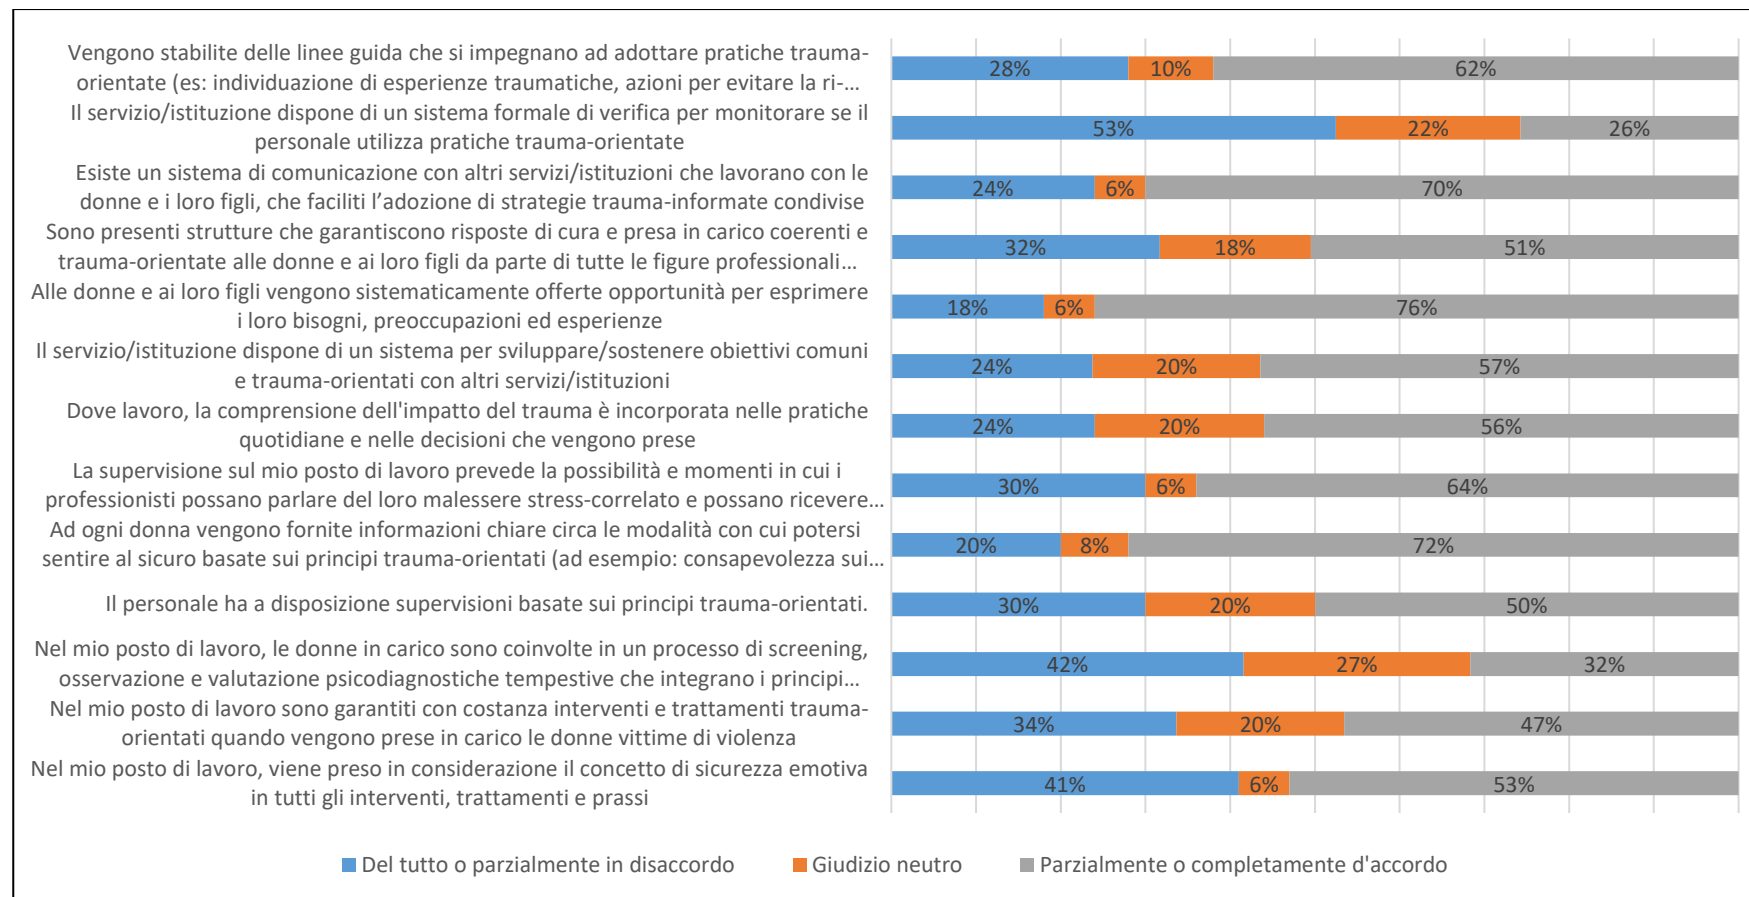 Vengono stabilite delle linee guida che si impegnano ad adottare pratiche trauma-
orientate (es: individuazione di esperienze traumatiche, azioni per evitare la ri-…
28% 10% 62%
Il servizio/istituzione dispone di un sistema formale di verifica per monitorare se il
personale utilizza pratiche trauma-orientate
53% 22% 26%
Esiste un sistema di comunicazione con altri servizi/istituzioni che lavorano con le
donne e i loro figli, che faciliti l’adozione di strategie trauma-informate condivise
24% 6% 70%
Sono presenti strutture che garantiscono risposte di cura e presa in carico coerenti e
trauma-orientate alle donne e ai loro figli da parte di tutte le figure professionali…
32% 18% 51%
Alle donne e ai loro figli vengono sistematicamente offerte opportunità per esprimere
i loro bisogni, preoccupazioni ed esperienze
18% 6% 76%
Il servizio/istituzione dispone di un sistema per sviluppare/sostenere obiettivi comuni
e trauma-orientati con altri servizi/istituzioni
24% 20% 57%
Dove lavoro, la comprensione dell'impatto del trauma è incorporata nelle pratiche
quotidiane e nelle decisioni che vengono prese
24% 20% 56%
La supervisione sul mio posto di lavoro prevede la possibilità e momenti in cui i
professionisti possano parlare del loro malessere stress-correlato e possano ricevere…
30% 6% 64%
Ad ogni donna vengono fornite informazioni chiare circa le modalità con cui potersi
sentire al sicuro basate sui principi trauma-orientati (ad esempio: consapevolezza sui…
20% 8% 72%
Il personale ha a disposizione supervisioni basate sui principi trauma-orientati.
30% 20% 50%
Nel mio posto di lavoro, le donne in carico sono coinvolte in un processo di screening,
osservazione e valutazione psicodiagnostiche tempestive che integrano i principi…
42% 27% 32%
Nel mio posto di lavoro sono garantiti con costanza interventi e trattamenti trauma-
orientati quando vengono prese in carico le donne vittime di violenza
34% 20% 47%
Nel mio posto di lavoro, viene preso in considerazione il concetto di sicurezza emotiva
in tutti gli interventi, trattamenti e prassi
41% 6% 53%
Del tutto o parzialmente in disaccordo Giudizio neutro Parzialmente o completamente d'accordo